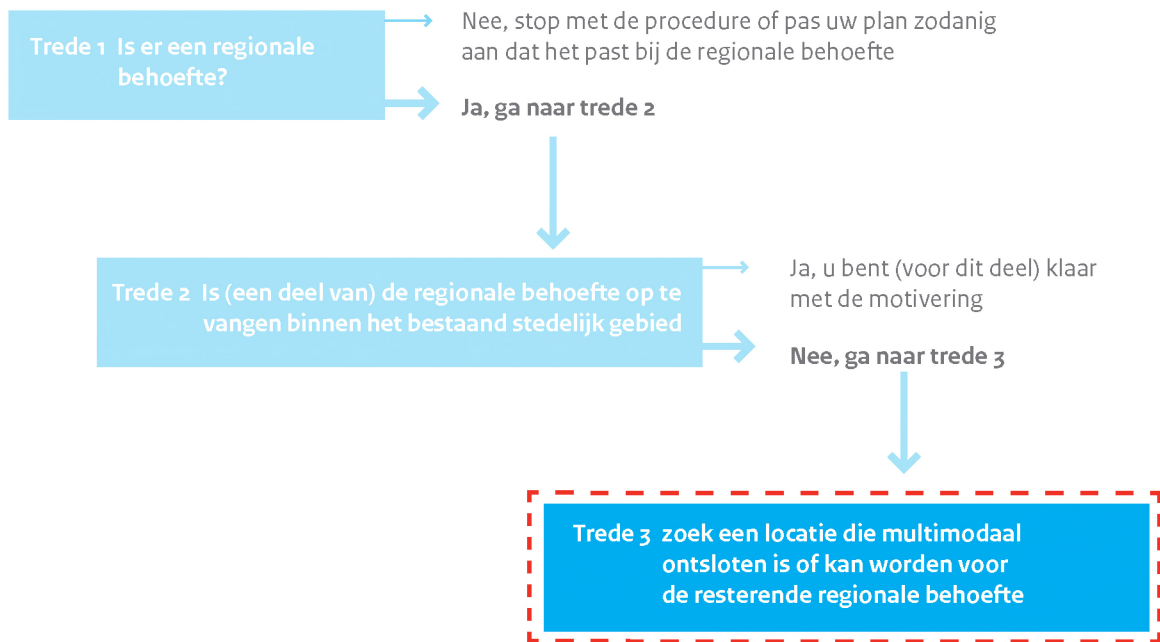 Trede 1 Is er een regionale
behoefte?
Nee, stop met de procedure of pas uw plan zodanig
aan dat het past bij de regionale behoefte
Ja, ga naar trede 2
Trede 2 Is (een deel van) de regionale behoefte op te
vangen binnen het bestaand stedelijk gebied
Ja, u bent (voor dit deel) klaar
met de motivering
Nee, ga naar trede 3
Trede 3 zoek een locatie die multimodaal
ontsloten is of kan worden voor
de resterende regionale behoefte